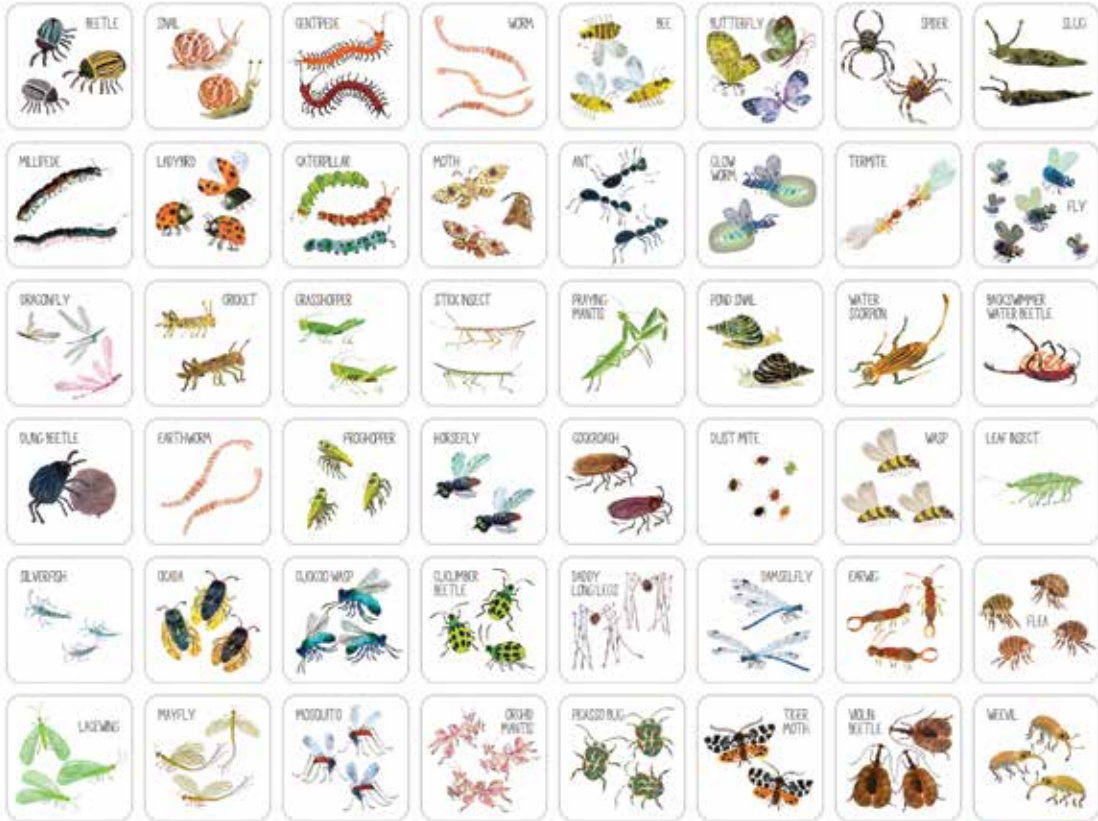 BEETLE
SNAIL
CENTIPEDE
WORM
BEE
BUTTERFLY
SPIDER
SLUG
MILLIPEDE
LADYBIRD
CATERPILLAR
MOTH
ANT
GLOW
WORM
TERMITE
FLY
DRAGONFLY
CRICKET
GRASSHOPPER
STICK INSECT
PRAYING
MANTIS
POND SNAIL
WATER
SCORPION
BACKSWIMMER
WATER BEETLE
DUNG BEETLE
EARTHWORM
FROGHOPPER
HORSEFLY
COCKROACH
DUST MITE
WASP
LEAF INSECT
SILVERFISH
CICADA
CUCKOO WASP
CUCUMBER
BEETLE
DADDY
LONG LEGS
DAMSELFLY
EARWIG
FLEA
LACEWING
MAYFLY
MOSQUITO
ORCHID
MANTIS
PICASSO BUG
TIGER
MOTH
VIOLIN
BEETLE
WEEVIL